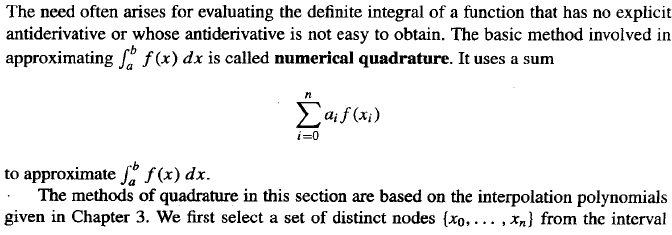 The need often arises for evaluating the definite integral of a function that has no explicit
antiderivative or whose antiderivative is not easy to obtain. The basic method involved in
approximating ∫_a^b f(x) dx is called numerical quadrature. It uses a sum
n
∑ a_i f(x_i)
i=0
to approximate ∫_a^b f(x) dx.
The methods of quadrature in this section are based on the interpolation polynomials
given in Chapter 3. We first select a set of distinct nodes {x_0, . . . , x_n} from the interval